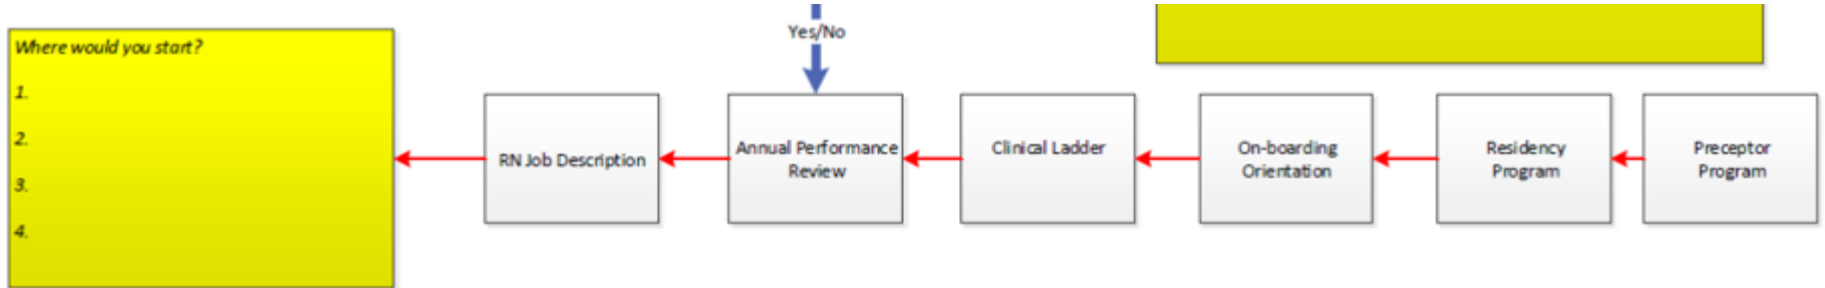 Yes/No
Where would you start?
1.
2.
3.
4.
RN Job Description
Annual Performance
Review
Clinical Ladder
On-boarding
Orientation
Residency
Program
Preceptor
Program